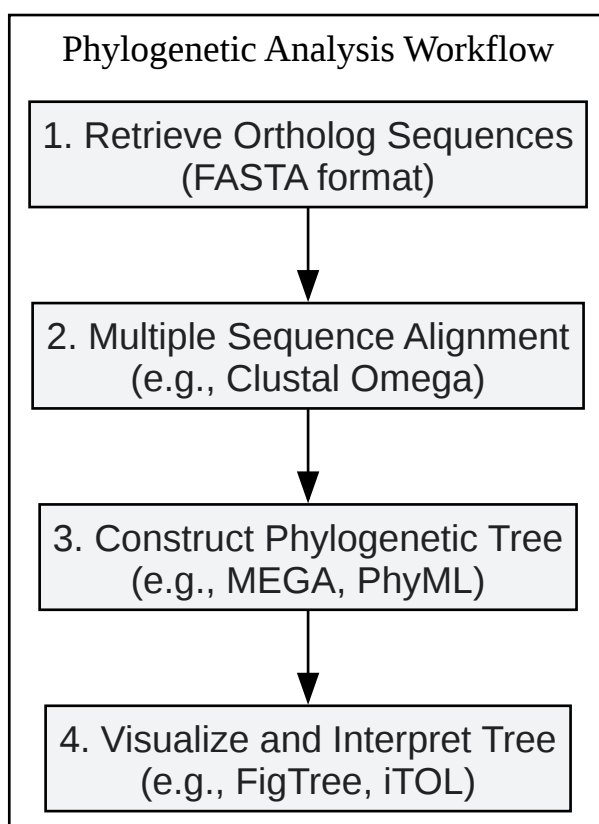 Phylogenetic Analysis Workflow
1. Retrieve Ortholog Sequences
(FASTA format)
2. Multiple Sequence Alignment
(e.g., Clustal Omega)
3. Construct Phylogenetic Tree
(e.g., MEGA, PhyML)
4. Visualize and Interpret Tree
(e.g., FigTree, iTOL)